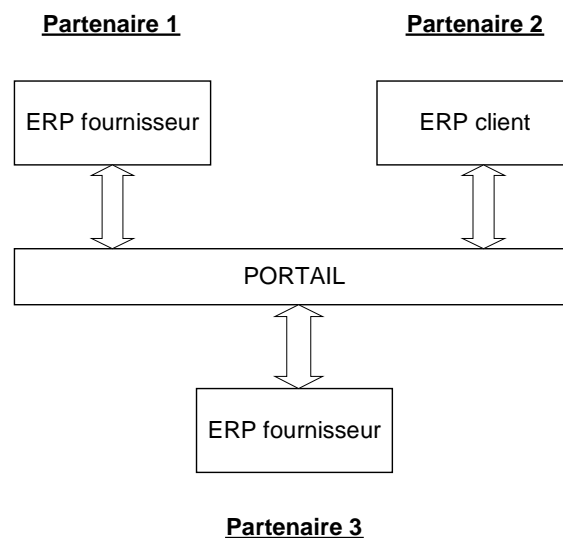 Partenaire 1
Partenaire 2
ERP fournisseur
ERP client
PORTAIL
ERP fournisseur
Partenaire 3